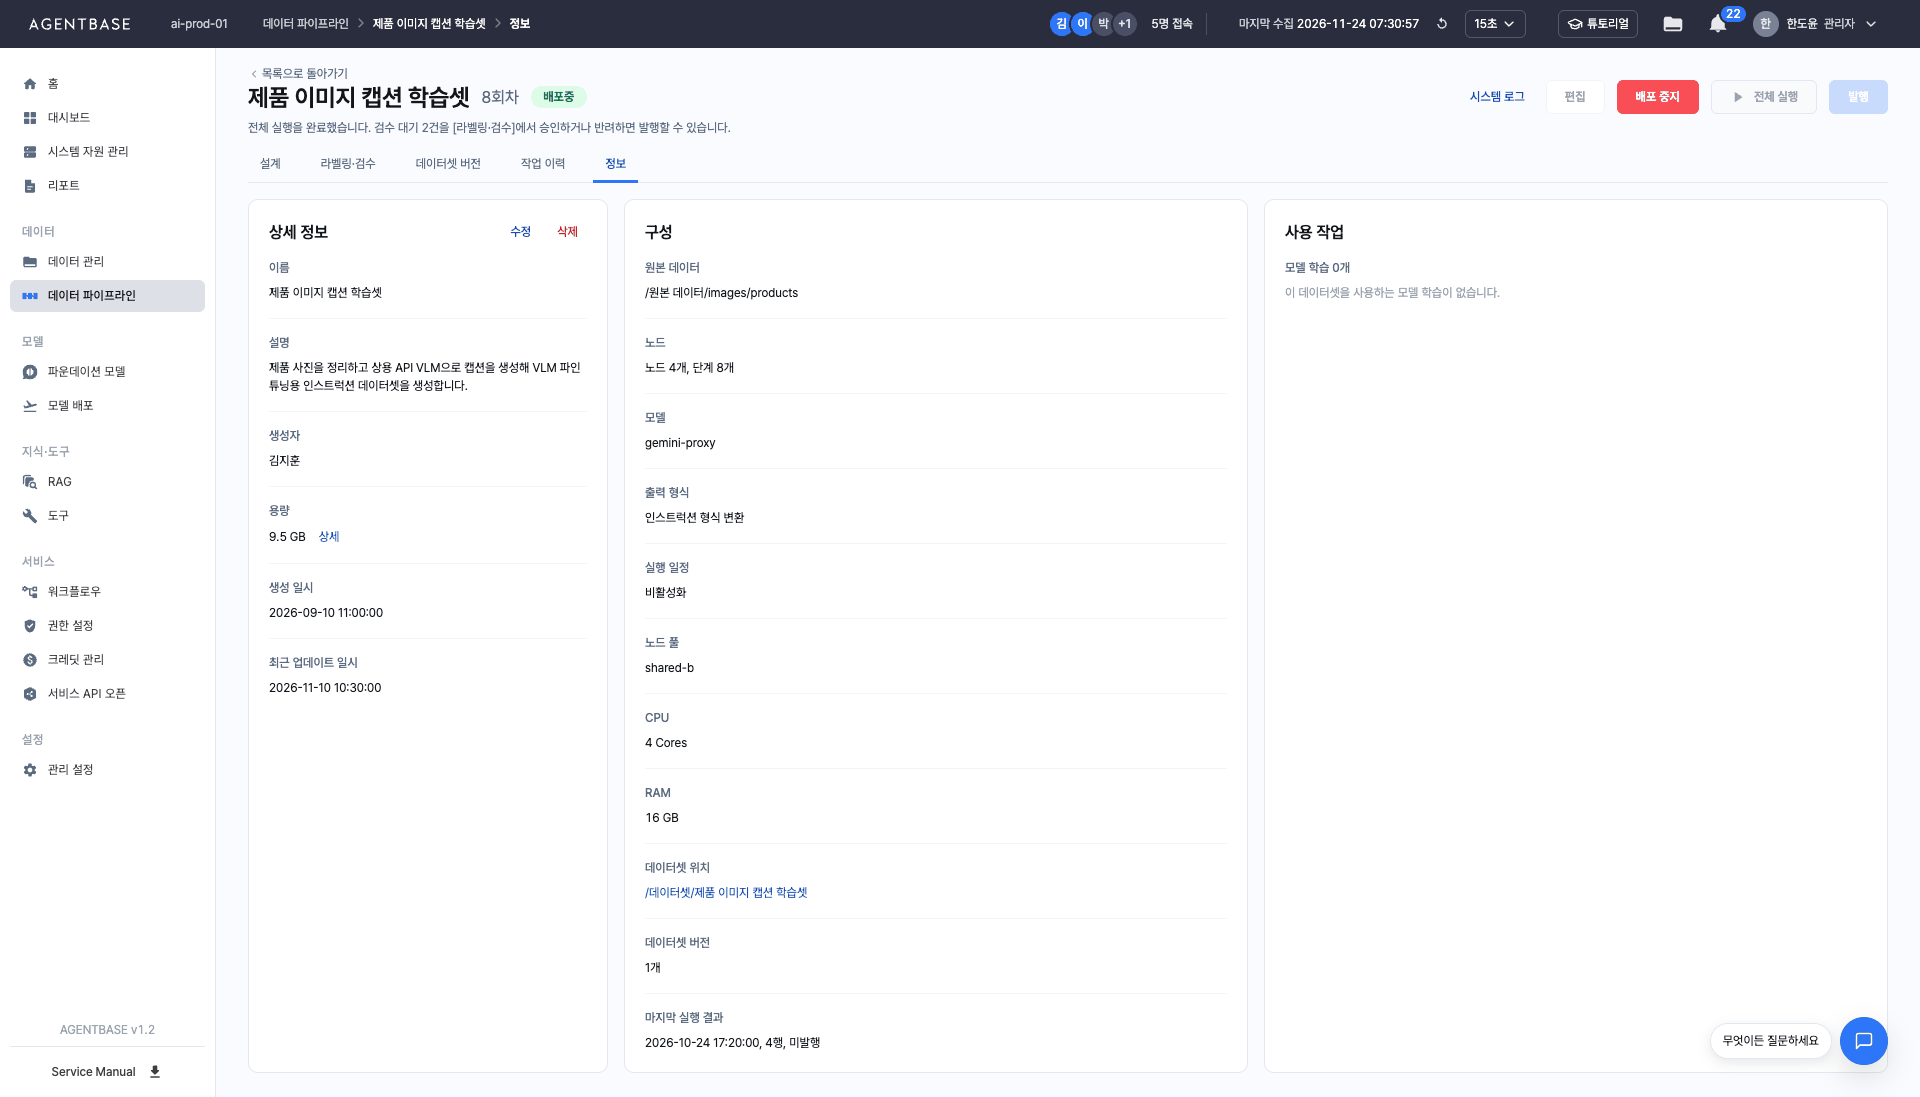 AGENTBASE
ai-prod-01
데이터 파이프라인 > 제품 이미지 캡션 학습셋 > 정보
김 이 박 +1 5명 접속
마지막 수집 2026-11-24 07:30:57
15초
튜토리얼
22
한 한도윤 관리자
홈
대시보드
시스템 자원 관리
리포트
데이터
데이터 관리
데이터 파이프라인
모델
파운데이션 모델
모델 배포
지식·도구
RAG
도구
서비스
워크플로우
권한 설정
크레딧 관리
서비스 API 오픈
설정
관리 설정
AGENTBASE v1.2
Service Manual
목록으로 돌아가기
제품 이미지 캡션 학습셋 8회차 배포중
전체 실행을 완료했습니다. 검수 대기 2건을 [라벨링·검수]에서 승인하거나 반려하면 발행할 수 있습니다.
시스템 로그
편집
배포 중지
전체 실행
발행
설계
라벨링·검수
데이터셋 버전
작업 이력
정보
상세 정보
수정
삭제
이름
제품 이미지 캡션 학습셋
설명
제품 사진을 정리하고 상용 API VLM으로 캡션을 생성해 VLM 파인
튜닝용 인스트럭션 데이터셋을 생성합니다.
생성자
김지훈
용량
9.5 GB 상세
생성 일시
2026-09-10 11:00:00
최근 업데이트 일시
2026-11-10 10:30:00
구성
원본 데이터
/원본 데이터/images/products
노드
노드 4개, 단계 8개
모델
gemini-proxy
출력 형식
인스트럭션 형식 변환
실행 일정
비활성화
노드 풀
shared-b
CPU
4 Cores
RAM
16 GB
데이터셋 위치
/데이터셋/제품 이미지 캡션 학습셋
데이터셋 버전
1개
마지막 실행 결과
2026-10-24 17:20:00, 4행, 미발행
사용 작업
모델 학습 0개
이 데이터셋을 사용하는 모델 학습이 없습니다.
무엇이든 질문하세요